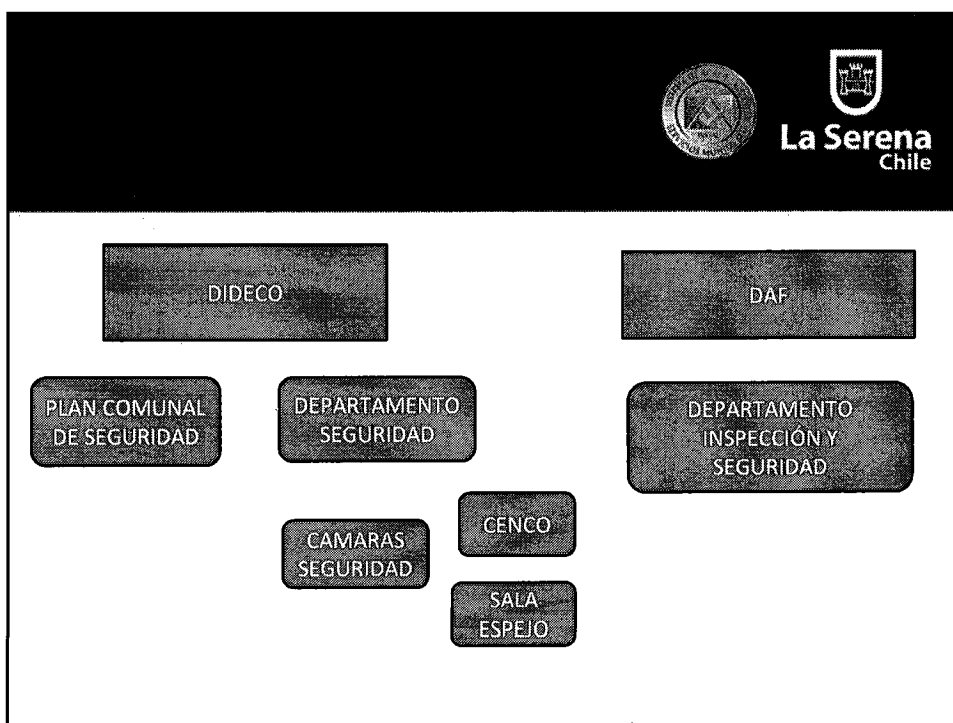 La Serena
Chile
DIDECO
DAF
PLAN COMUNAL
DE SEGURIDAD
DEPARTAMENTO
SEGURIDAD
DEPARTAMENTO
INSPECCIÓN Y
SEGURIDAD
CAMARAS
SEGURIDAD
CENCO
SALA
ESPEJO